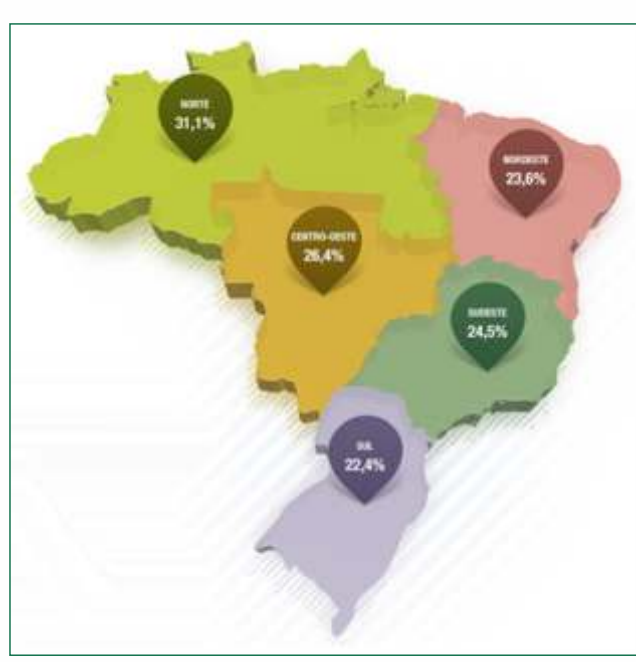 NORTE
31,1%
NORDESTE
23,6%
CENTRO-OESTE
26,4%
SUDESTE
24,5%
SUL
22,4%